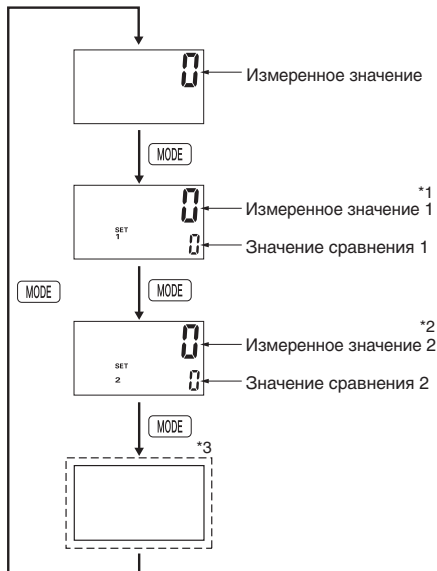 0
Измеренное значение
MODE
*1
0
Измеренное значение 1
SET
1
0
Значение сравнения 1
MODE
MODE
*2
0
Измеренное значение 2
SET
2
0
Значение сравнения 2
MODE
*3